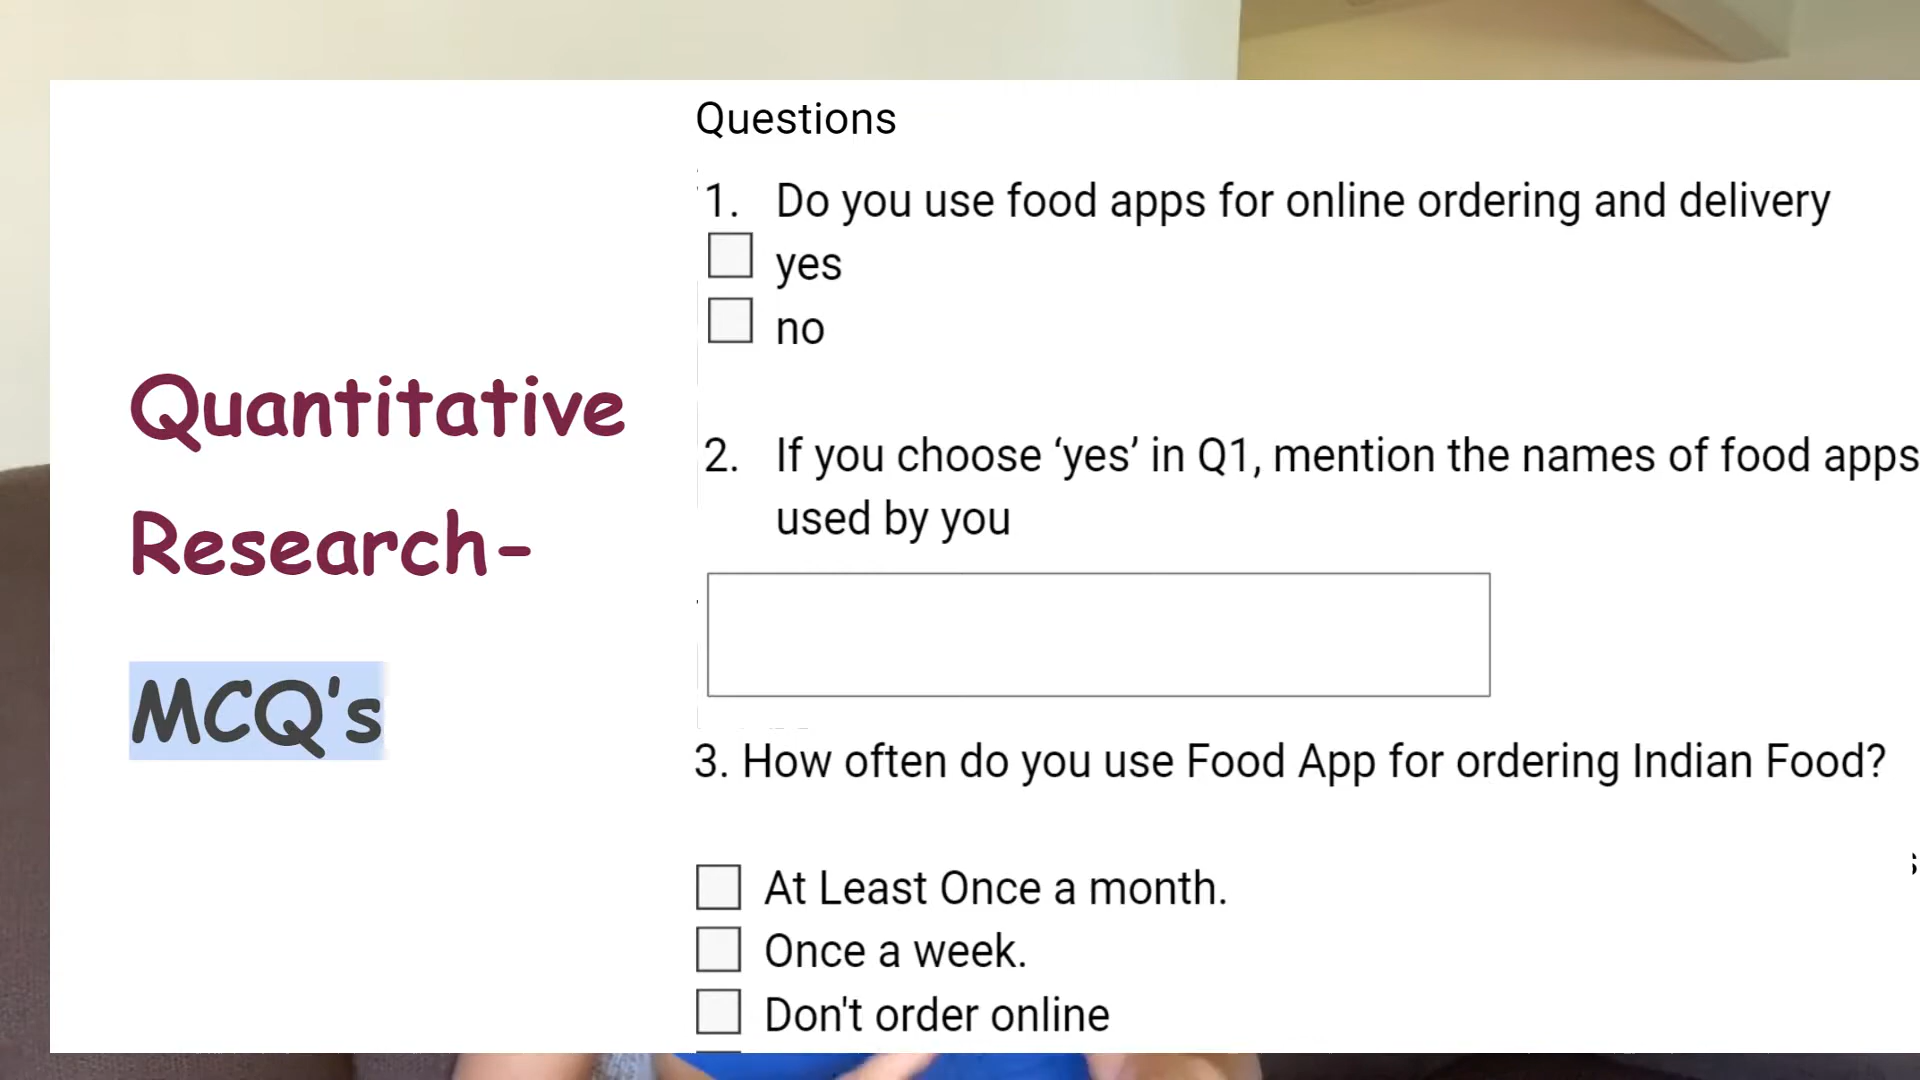 Quantitative
Research-
MCQ's
Questions
1. Do you use food apps for online ordering and delivery
yes
no
2. If you choose ‘yes’ in Q1, mention the names of food apps
used by you
3. How often do you use Food App for ordering Indian Food?
At Least Once a month.
Once a week.
Don't order online